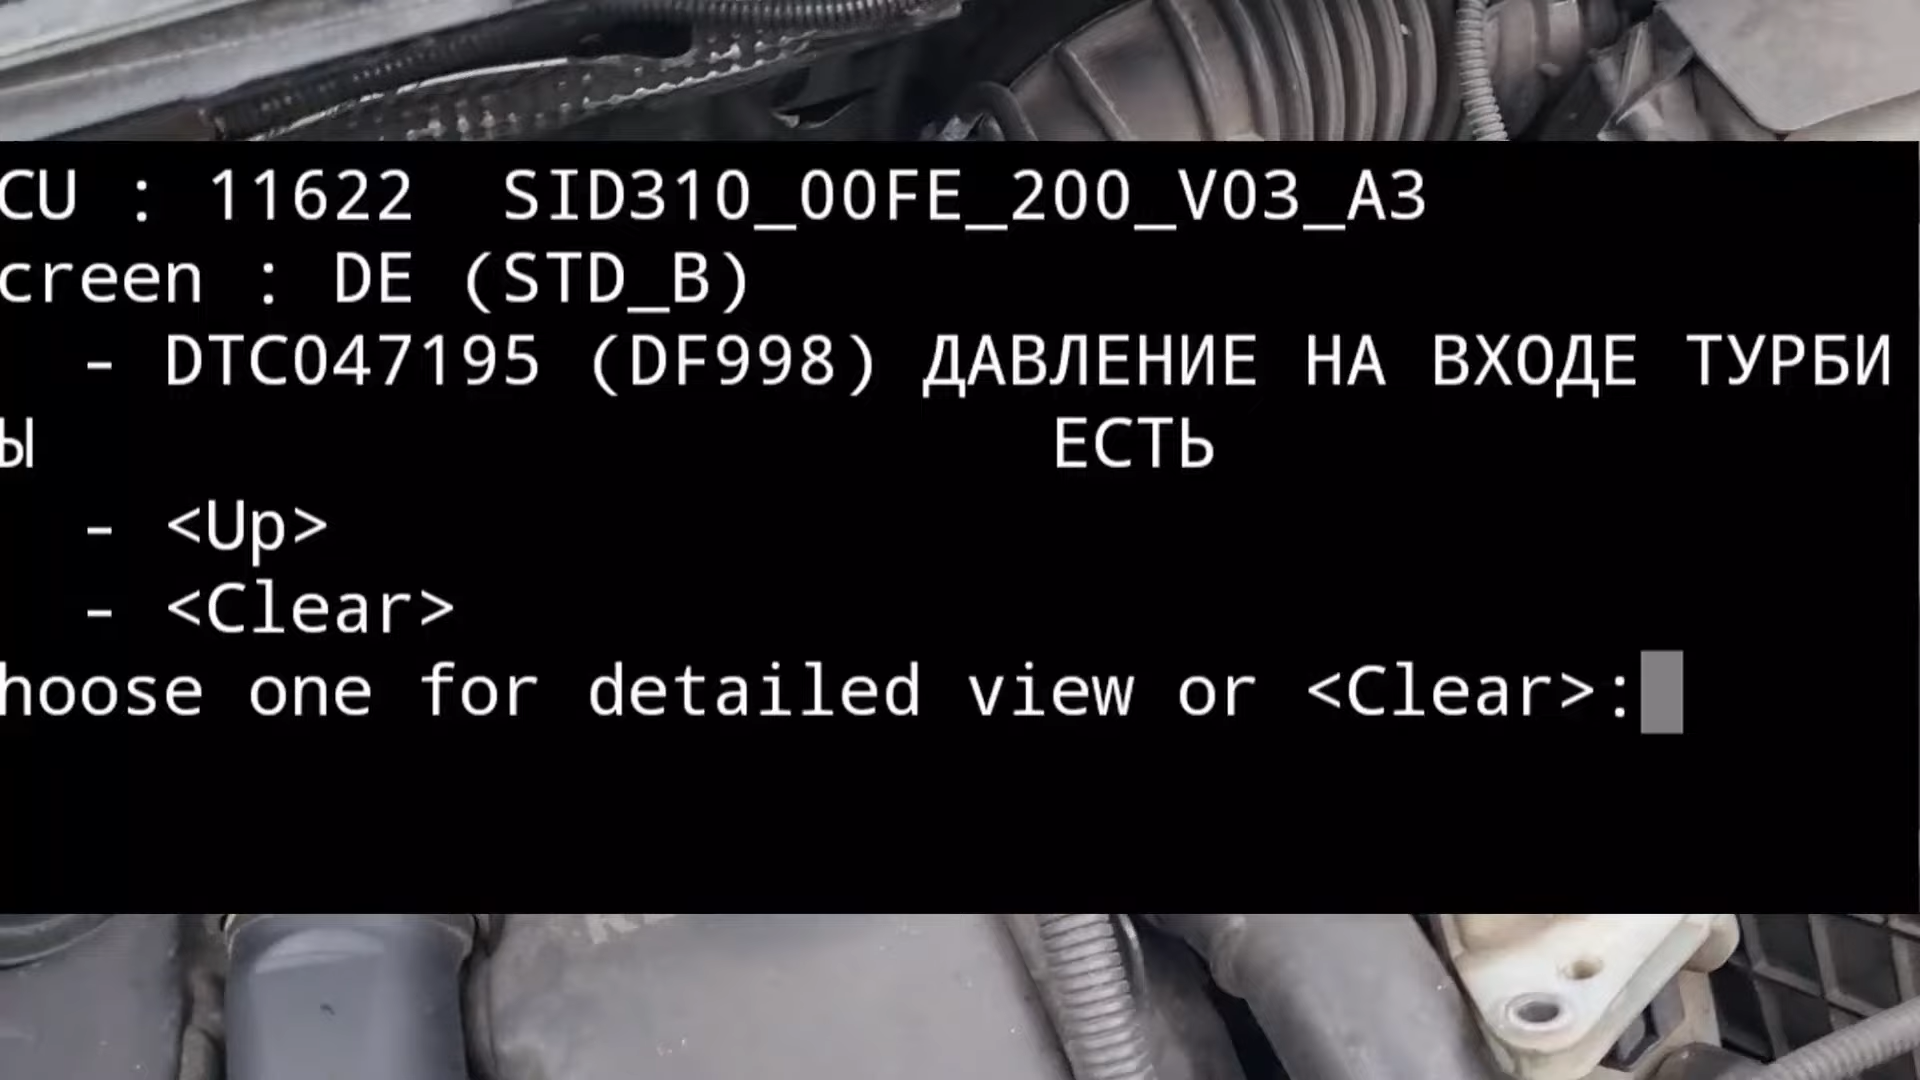 CU : 11622 SID310_00FE_200_V03_A3
creen : DE (STD_B)
- DTC047195 (DF998) ДАВЛЕНИЕ НА ВХОДЕ ТУРБИ
Ы ЕСТЬ
- <Up>
- <Clear>
hoose one for detailed view or <Clear>: